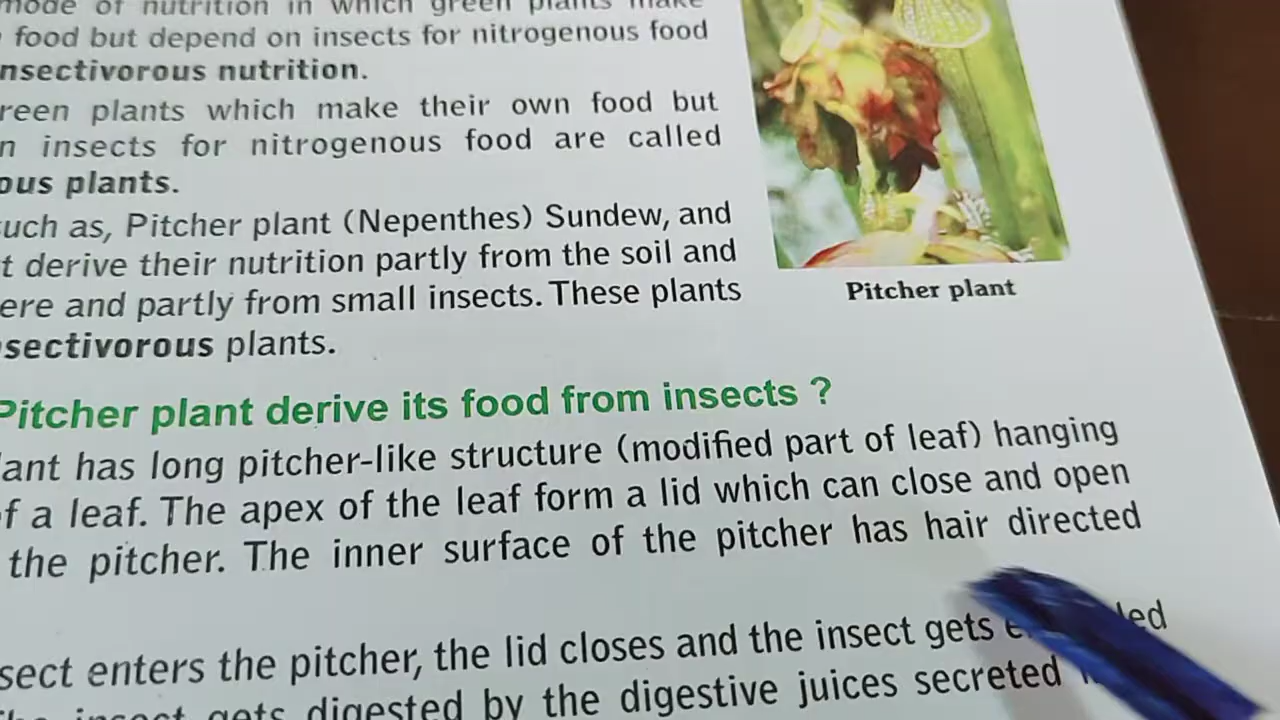 mode of nutrition in which green plants make
food but depend on insects for nitrogenous food
nsectivorous nutrition.
reen plants which make their own food but
n insects for nitrogenous food are called
ous plants.
such as, Pitcher plant (Nepenthes) Sundew, and
t derive their nutrition partly from the soil and
ere and partly from small insects. These plants
sectivorous plants.
Pitcher plant
Pitcher plant derive its food from insects ?
lant has long pitcher-like structure (modified part of leaf) hanging
of a leaf. The apex of the leaf form a lid which can close and open
the pitcher. The inner surface of the pitcher has hair directed
sect enters the pitcher, the lid closes and the insect gets
The insect gets digested by the digestive juices secreted